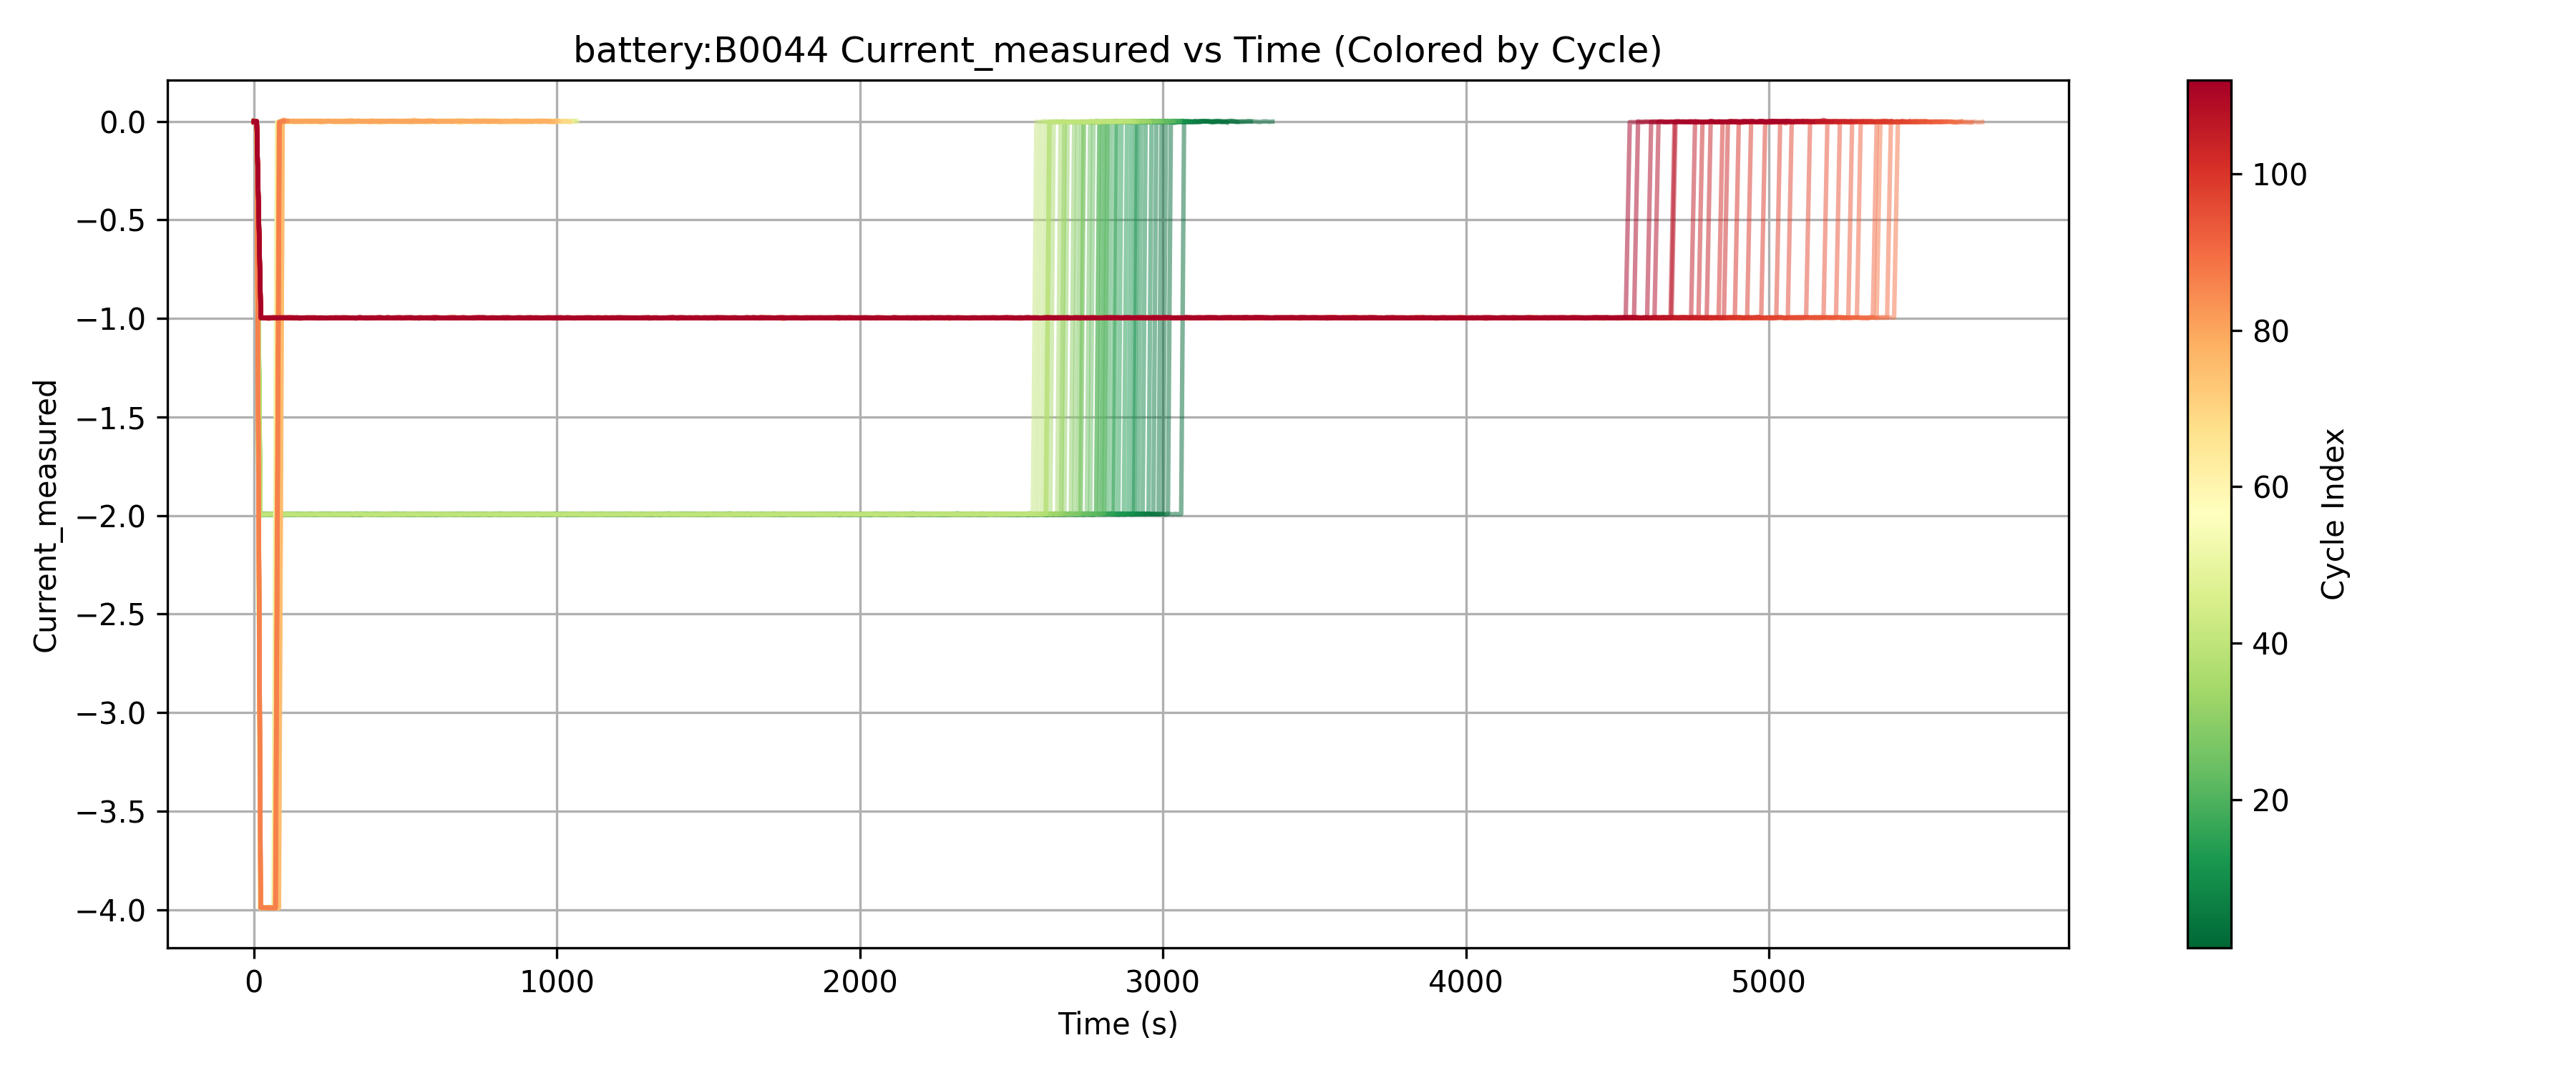 battery:B0044 Current_measured vs Time (Colored by Cycle)
Current_measured
0.0
−0.5
−1.0
−1.5
−2.0
−2.5
−3.0
−3.5
−4.0
0 1000 2000 3000 4000 5000
Time (s)
100
80
60
40
20
Cycle Index